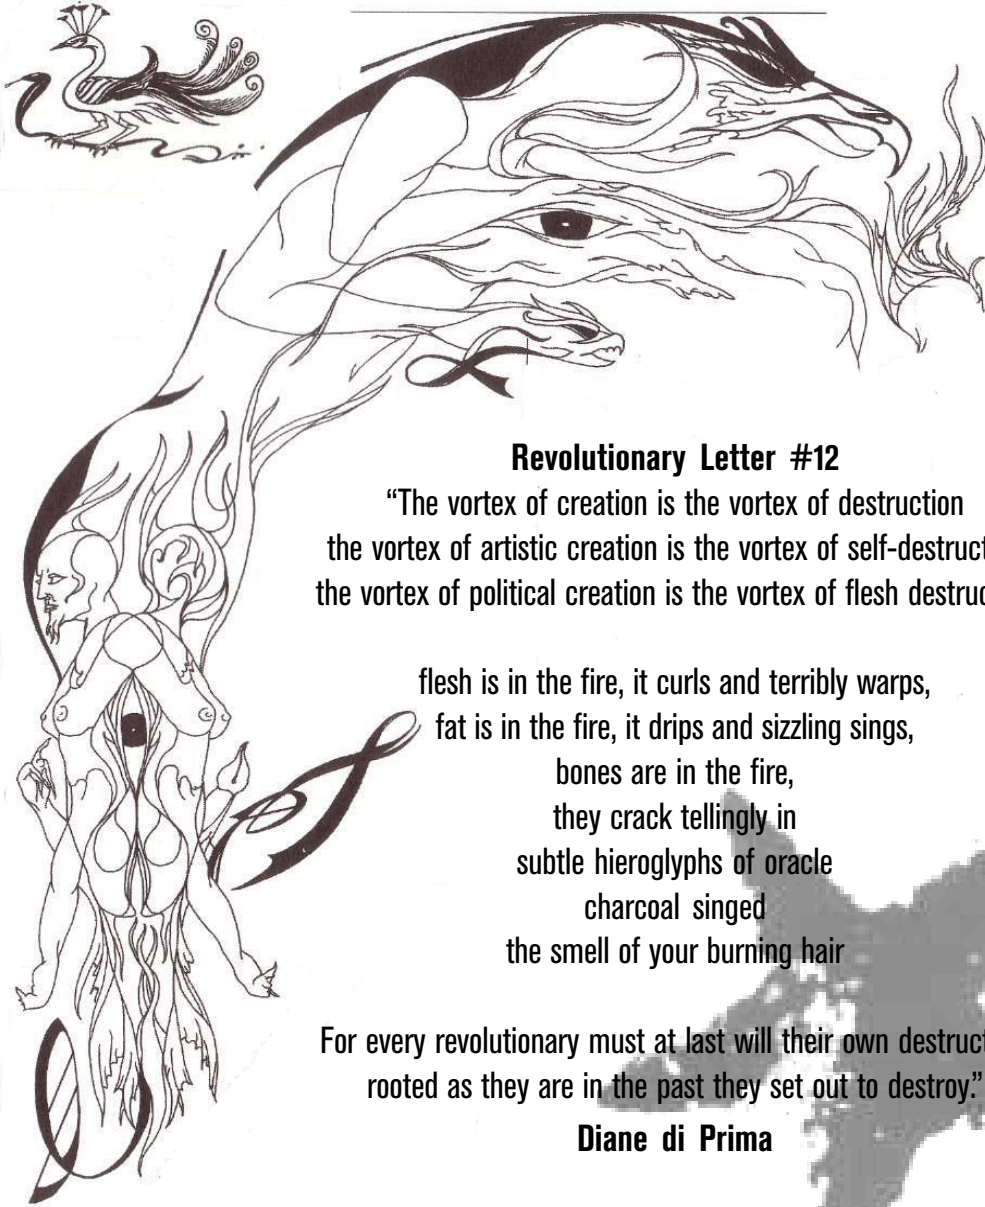 Revolutionary Letter #12
“The vortex of creation is the vortex of destruction
the vortex of artistic creation is the vortex of
the vortex of political creation is the vortex of flesh
flesh is in the fire, it curls and terribly warps,
fat is in the fire, it drips and sizzling sings,
bones are in the fire,
they crack tellingly in
subtle hieroglyphs of oracle
charcoal singed
the smell of your burning hair
For every revolutionary must at last will their own
rooted as they are in the past they set out to destroy.”
Diane di Prima